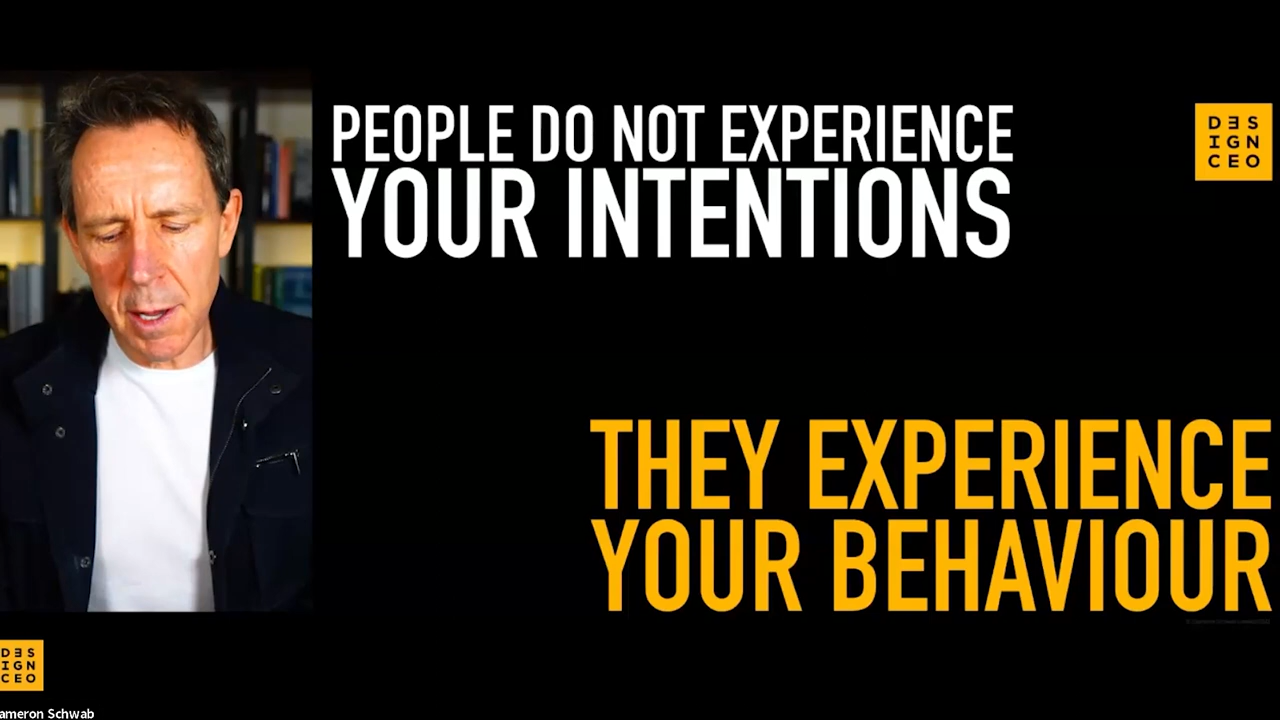 PEOPLE DO NOT EXPERIENCE
YOUR INTENTIONS
DES
IGN
CEO
THEY EXPERIENCE
YOUR BEHAVIOUR
DES
IGN
CEO
ameron Schwab